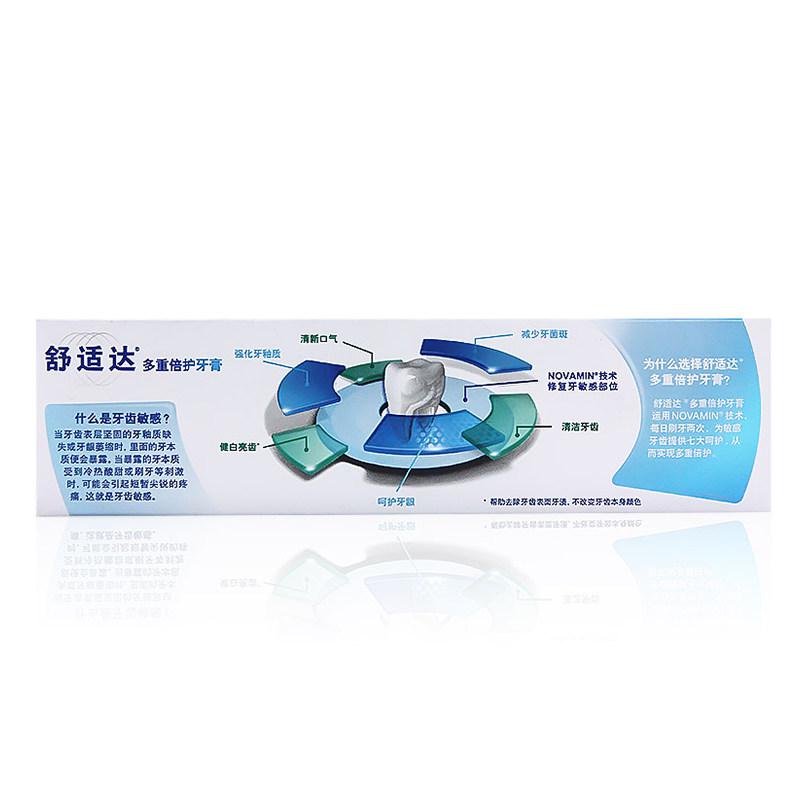 舒适达® 多重倍护牙膏
什么是牙齿敏感?
当牙齿表层坚固的牙釉质缺
失或牙龈萎缩时,里面的牙本
质便会暴露。当暴露的牙本质
受到冷热酸甜或刷牙等刺激
时,可能会引起短暂尖锐的疼
痛,这就是牙齿敏感。
清新口气
强化牙釉质
健白亮齿*
呵护牙龈
减少牙菌斑
NOVAMIN®技术
修复牙敏感部位
清洁牙齿
* 帮助去除牙齿表面牙渍、不改变牙齿本身颜色
为什么选择舒适达®
多重倍护牙膏?
舒适达®多重倍护牙膏
运用NOVAMIN®技术,
每日刷牙两次,为敏感
牙齿提供七大呵护,从
而实现多重倍护。